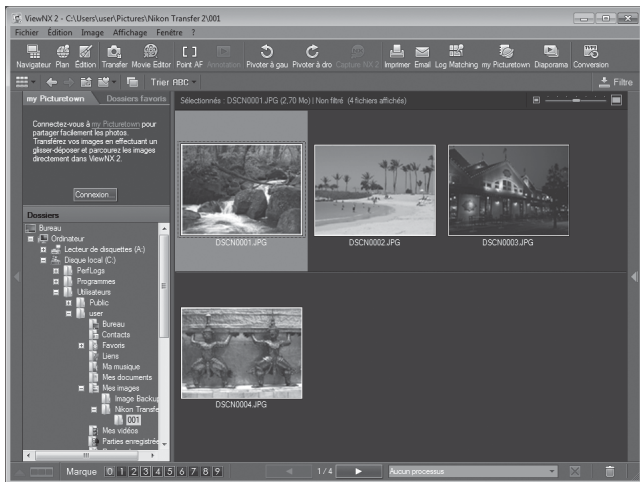 ViewNX 2 - C:\Users\user\Pictures\Nikon Transfer 2\001
Fichier Édition Image Affichage Fenêtre ?
Navigateur Plan Édition Transfer Movie Editor Point AF Annotation Pivoter à gau Pivoter à dro Capture NX 2 Imprimer Email Log Matching my Picturetown Diaporama Conversion
Trier ABC Filtre
my Picturetown Dossiers favoris
Sélectionnés : DSCN0001.JPG (2,70 Mo) | Non filtré (4 fichiers affichés)
Connectez-vous à my Picturetown pour
partager facilement les photos.
Transférez vos images en effectuant un
glisser-déposer et parcourez les images
directement dans ViewNX 2.
Connexion...
DSCN0001.JPG DSCN0002.JPG DSCN0003.JPG
Dossiers
Bureau
Ordinateur
Lecteur de disquettes (A:)
Disque local (C:)
PerfLogs
Programmes
Utilisateurs
Public
user
Bureau
Contacts
Favoris
Liens
Ma musique
Mes documents
Mes images
Image Backup
Nikon Transfe
001
Mes vidéos
Parties enregistrée
DSCN0004.JPG
Marque 0 1 2 3 4 5 6 7 8 9 1/4 Aucun processus